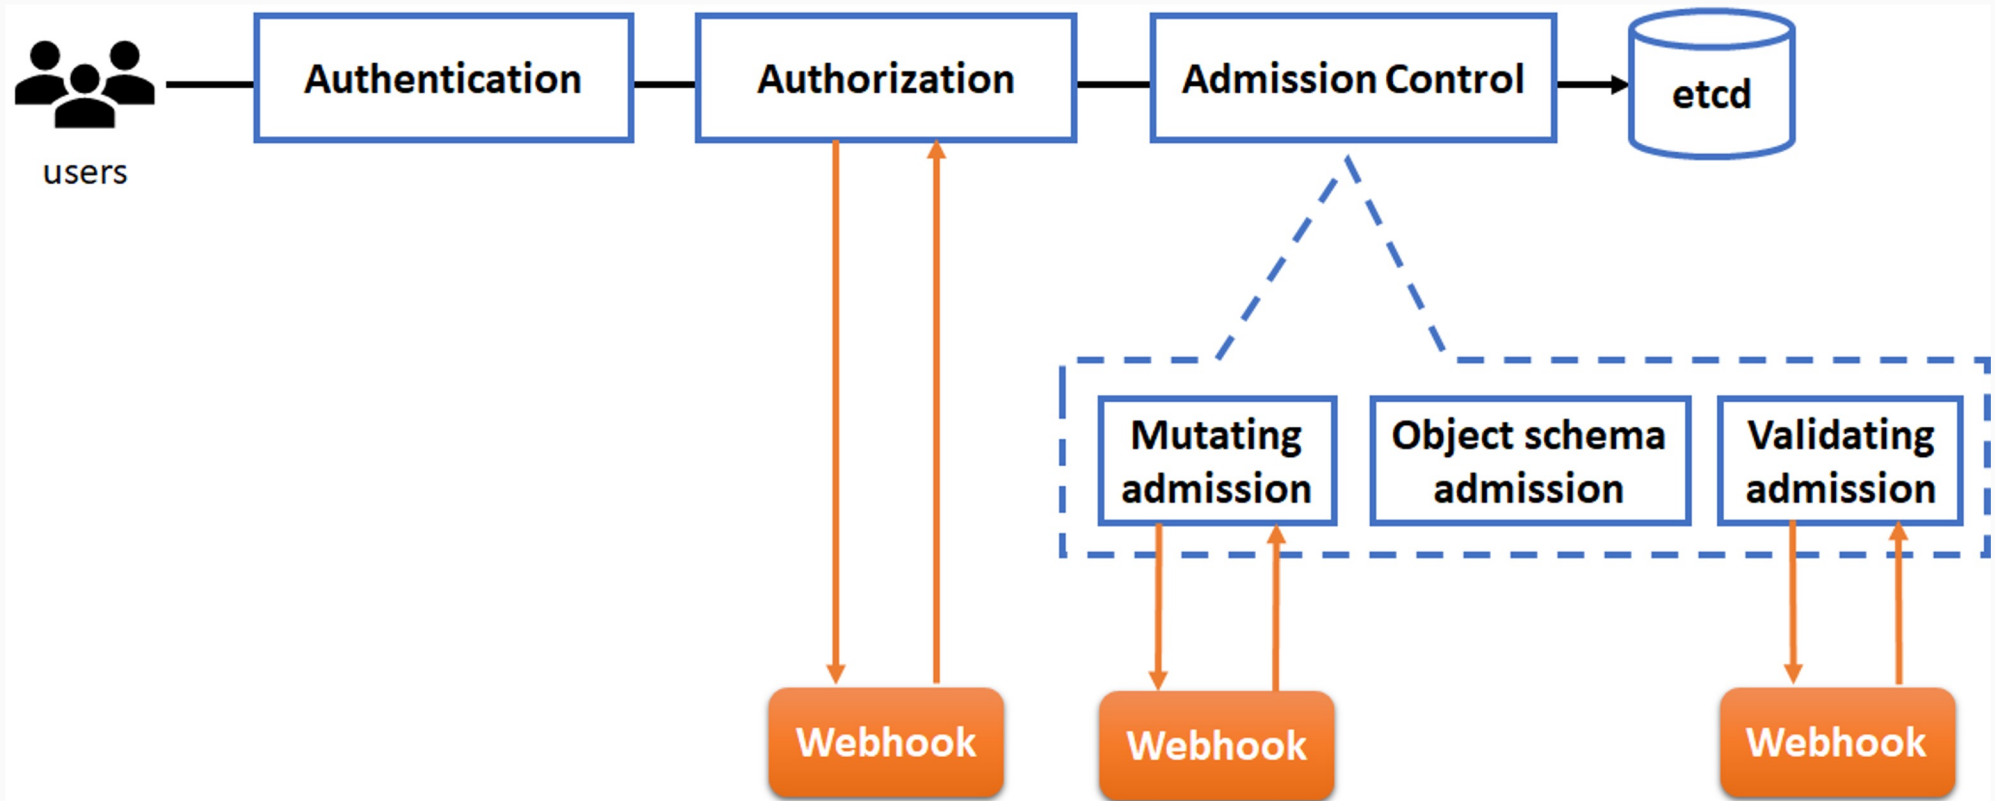 Authentication
Authorization
Admission Control
etcd
users
Mutating
admission
Object schema
admission
Validating
admission
Webhook
Webhook
Webhook